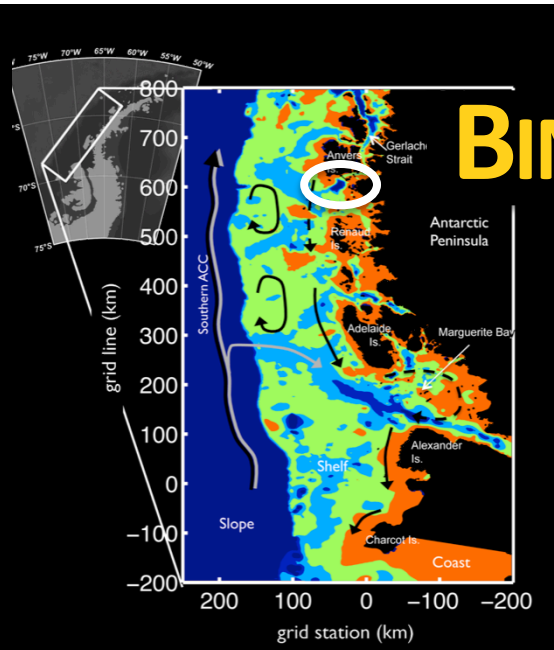 75°W 70°W 65°W 60°W 55°W 50°W
70°S
75°S
BIN
800
700
600
500
400
300
200
100
0
−100
−200
grid line (km)
200 100 0 −100 −200
grid station (km)
Gerlache
Strait
Anvers
Is.
Renaud
Is.
Antarctic
Peninsula
Southern ACC
Adelaide
Is.
Marguerite Bay
Alexander
Is.
Shelf
Slope
Charcot Is.
Coast